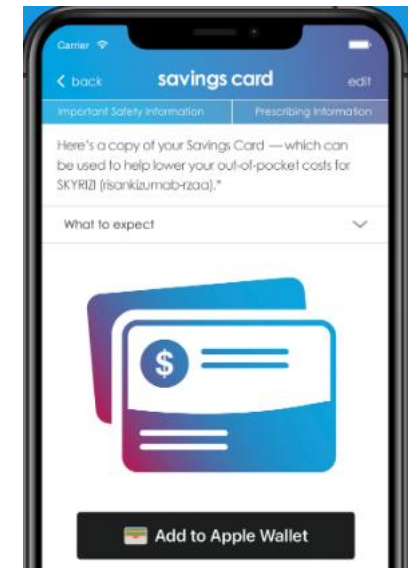 Carrier
< back savings card edit
Important Safety Information Prescribing Information
Here's a copy of your Savings Card — which can
be used to help lower your out-of-pocket costs for
SKYRIZI (risankizumab-rzaa).*
What to expect
$
Add to Apple Wallet